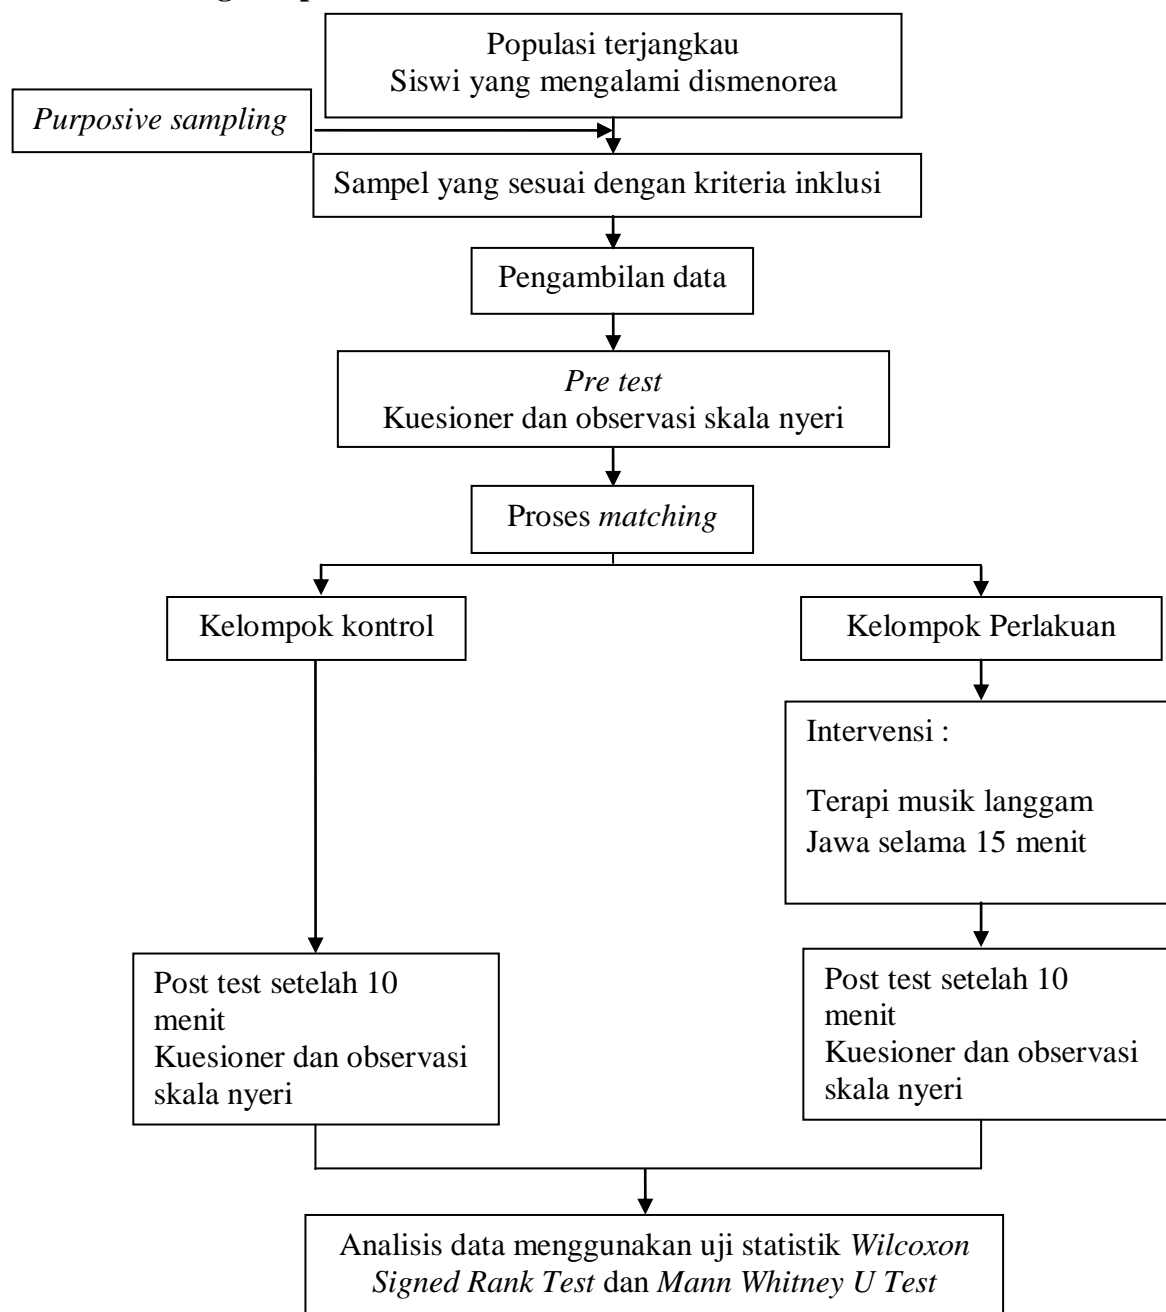 Populasi terjangkau
Siswi yang mengalami dismenorea
Purposive sampling
Sampel yang sesuai dengan kriteria inklusi
Pengambilan data
Pre test
Kuesioner dan observasi skala nyeri
Proses matching
Kelompok kontrol
Kelompok Perlakuan
Intervensi :
Terapi musik langgam
Jawa selama 15 menit
Post test setelah 10
menit
Kuesioner dan observasi
skala nyeri
Post test setelah 10
menit
Kuesioner dan observasi
skala nyeri
Analisis data menggunakan uji statistik Wilcoxon
Signed Rank Test dan Mann Whitney U Test